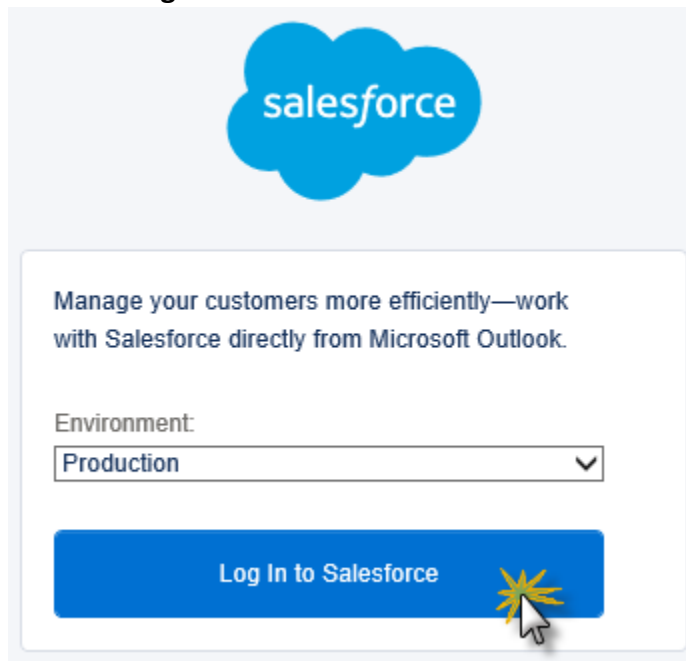 salesforce
Manage your customers more efficiently—work
with Salesforce directly from Microsoft Outlook.
Environment:
Production
Log In to Salesforce